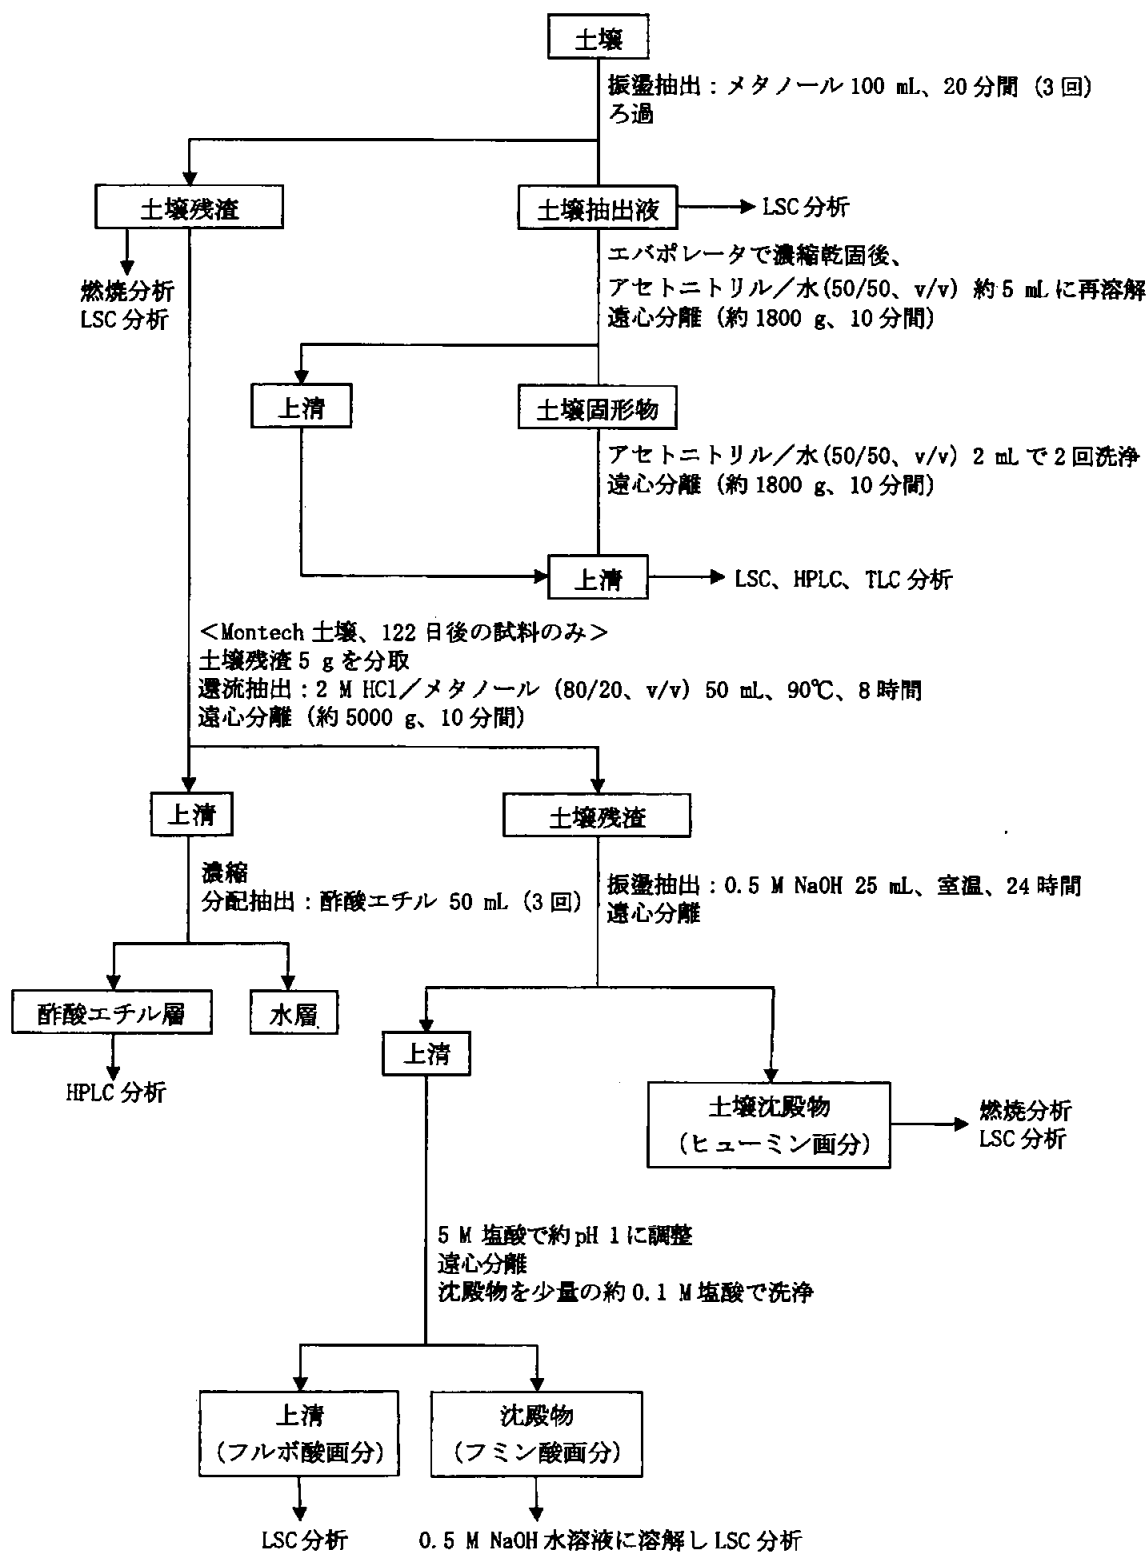 土壌
振盪抽出：メタノール 100 mL、20 分間 (3 回)
ろ過
土壌残渣
土壌抽出液
LSC 分析
燃焼分析
LSC 分析
エバポレータで濃縮乾固後、
アセトニトリル／水(50/50、v/v) 約 5 mL に再溶解
遠心分離 (約 1800 g、10 分間)
上清
土壌固形物
アセトニトリル／水(50/50、v/v) 2 mL で 2 回洗浄
遠心分離 (約 1800 g、10 分間)
上清
LSC、HPLC、TLC 分析
＜Montech 土壌、122 日後の試料のみ＞
土壌残渣 5 g を分取
還流抽出：2 M HCl／メタノール (80/20、v/v) 50 mL、90℃、8 時間
遠心分離 (約 5000 g、10 分間)
上清
土壌残渣
濃縮
分配抽出：酢酸エチル 50 mL (3 回)
振盪抽出：0.5 M NaOH 25 mL、室温、24 時間
遠心分離
酢酸エチル層
水層
上清
HPLC 分析
土壌沈殿物
(ヒューミン画分)
燃焼分析
LSC 分析
5 M 塩酸で約 pH 1 に調整
遠心分離
沈殿物を少量の約 0.1 M 塩酸で洗浄
上清
(フルボ酸画分)
沈殿物
(フミン酸画分)
LSC 分析
0.5 M NaOH 水溶液に溶解し LSC 分析